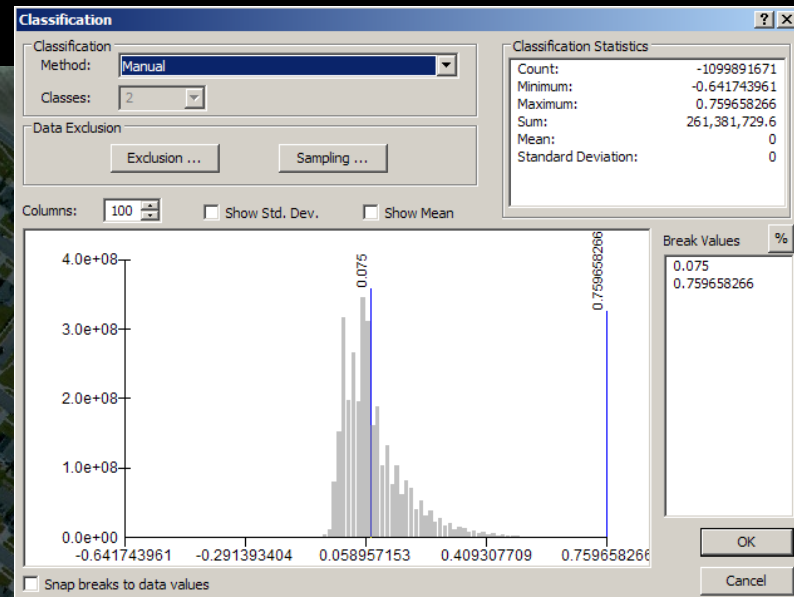 Classification
Classification
Method: Manual
Classes: 2
Data Exclusion
Exclusion ...
Sampling ...
Classification Statistics
Count: -1099891671
Minimum: -0.641743961
Maximum: 0.759658266
Sum: 261,381,729.6
Mean: 0
Standard Deviation: 0
Columns: 100
Show Std. Dev.
Show Mean
Break Values %
0.075
0.759658266
4.0e+08
3.0e+08
2.0e+08
1.0e+08
0.0e+00
0.075
0.759658266
-0.641743961 -0.291393404 0.058957153 0.409307709 0.759658266
Snap breaks to data values
OK
Cancel